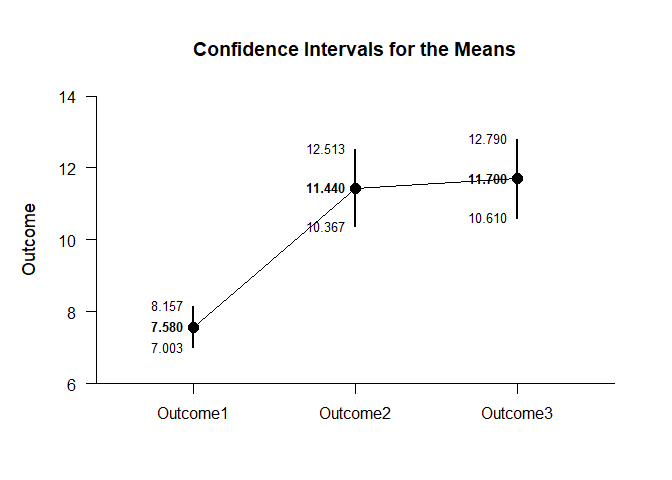 Confidence Intervals for the Means
Outcome
14
12
10
8
6
8.157
7.580
7.003
12.513
11.440
10.367
12.790
11.700
10.610
Outcome1
Outcome2
Outcome3